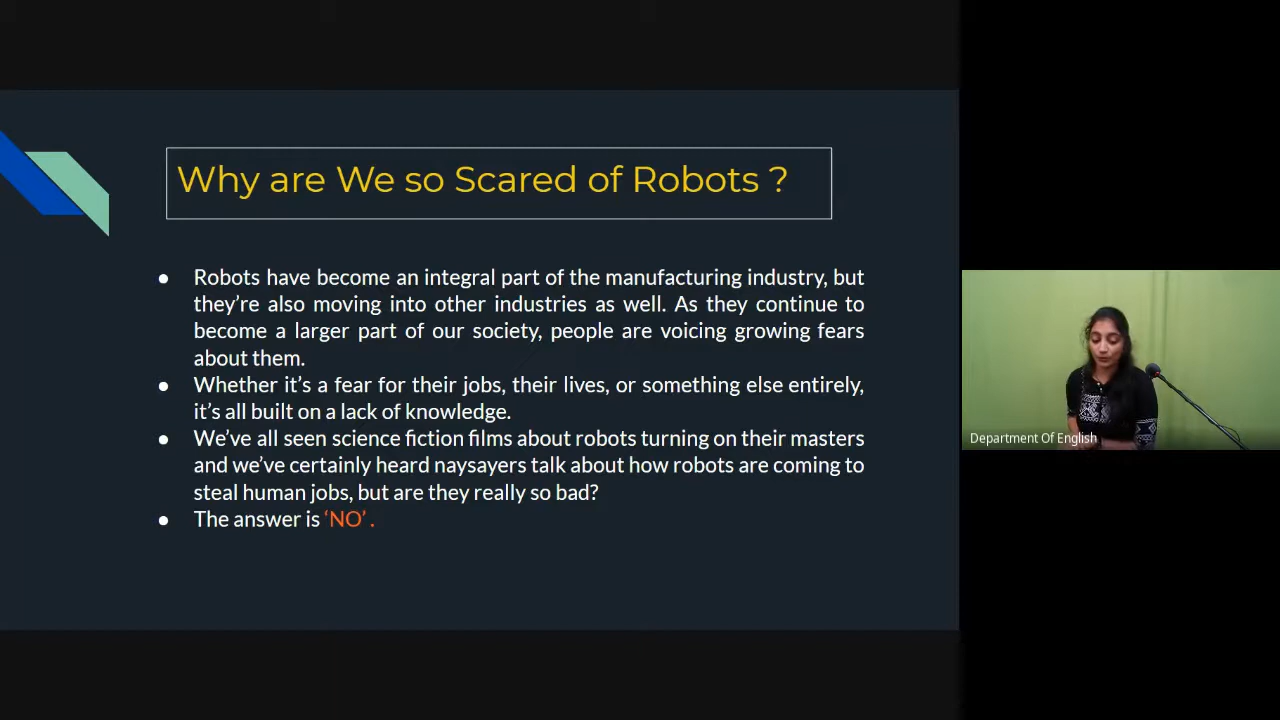 Why are We so Scared of Robots ?
● Robots have become an integral part of the manufacturing industry, but
they’re also moving into other industries as well. As they continue to
become a larger part of our society, people are voicing growing fears
about them.
● Whether it’s a fear for their jobs, their lives, or something else entirely,
it’s all built on a lack of knowledge.
● We’ve all seen science fiction films about robots turning on their masters
and we’ve certainly heard naysayers talk about how robots are coming to
steal human jobs, but are they really so bad?
● The answer is ‘NO’ .
Department Of English